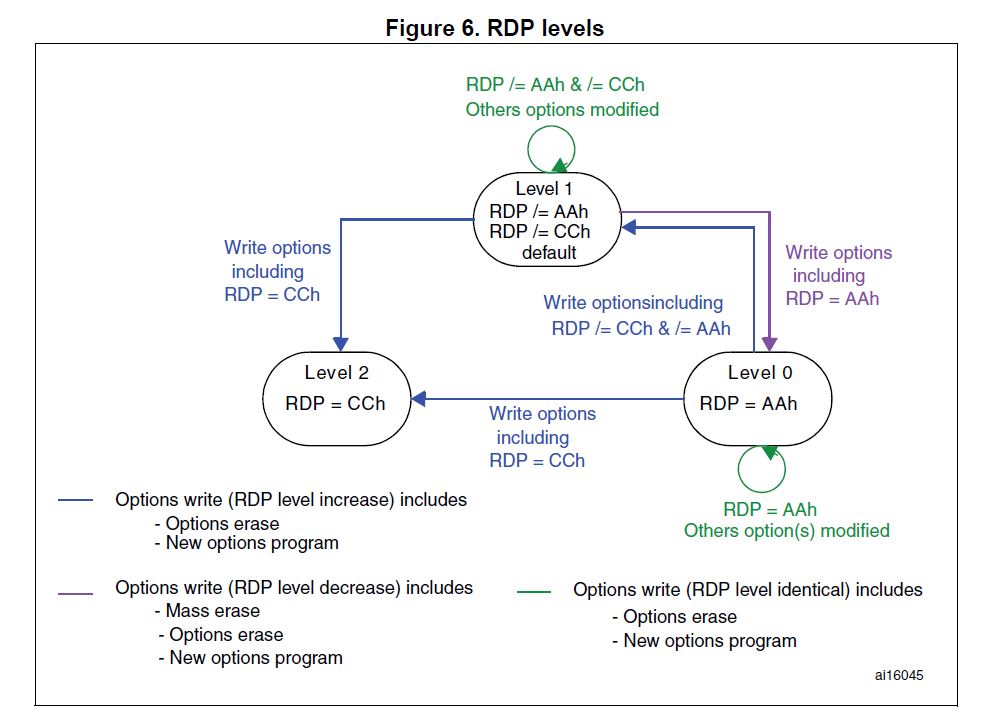 Figure 6. RDP levels
RDP /= AAh & /= CCh
Others options modified
Level 1
RDP /= AAh
RDP /= CCh
default
Write options
including
RDP = CCh
Write options
including
RDP = AAh
Write optionsincluding
RDP /= CCh & /= AAh
Level 2
RDP = CCh
Level 0
RDP = AAh
Write options
including
RDP = CCh
RDP = AAh
Others option(s) modified
Options write (RDP level increase) includes
- Options erase
- New options program
Options write (RDP level decrease) includes
- Mass erase
- Options erase
- New options program
Options write (RDP level identical) includes
- Options erase
- New options program
ai16045